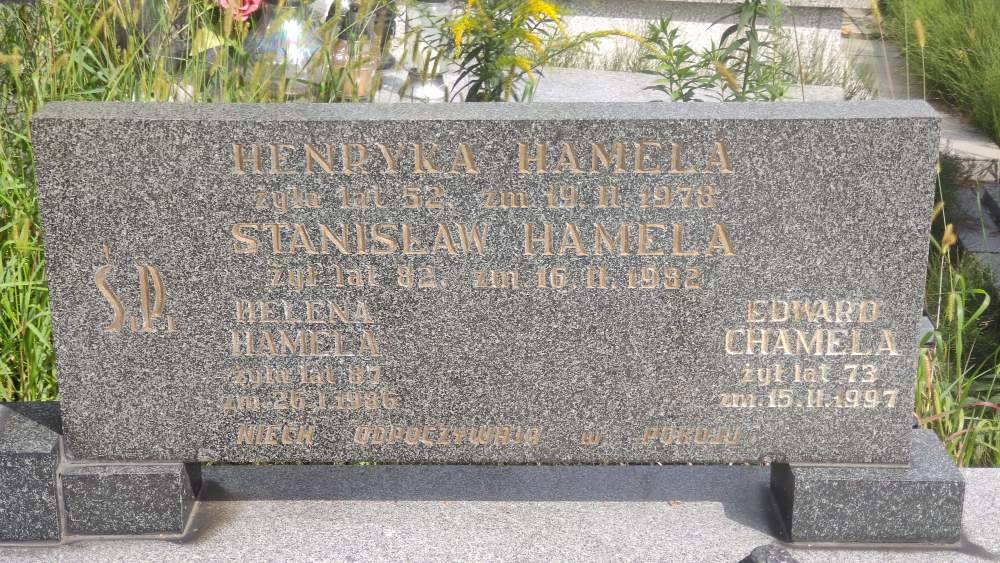 Ś.P.
HENRYKA HAMELA
żyła lat 52. zm. 19.II.1978
STANISŁAW HAMELA
żył lat 82. zm. 16.II.1982
HELENA
HAMELA
żyła lat 87
zm. 26.I.1986
EDWARD
CHAMELA
żył lat 73
zm. 15.II.1997
NIECH ODPOCZYWAJĄ W POKOJU